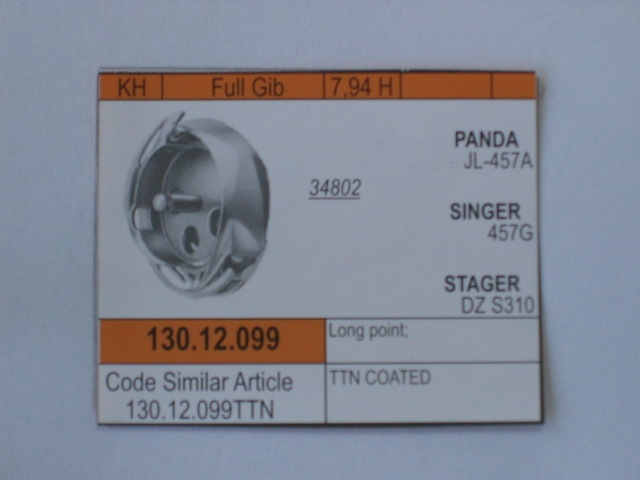 KH Full Gib 7,94 H
PANDA
JL-457A
34802
SINGER
457G
STAGER
DZ S310
130.12.099
Long point;
Code Similar Article
130.12.099TTN
TTN COATED